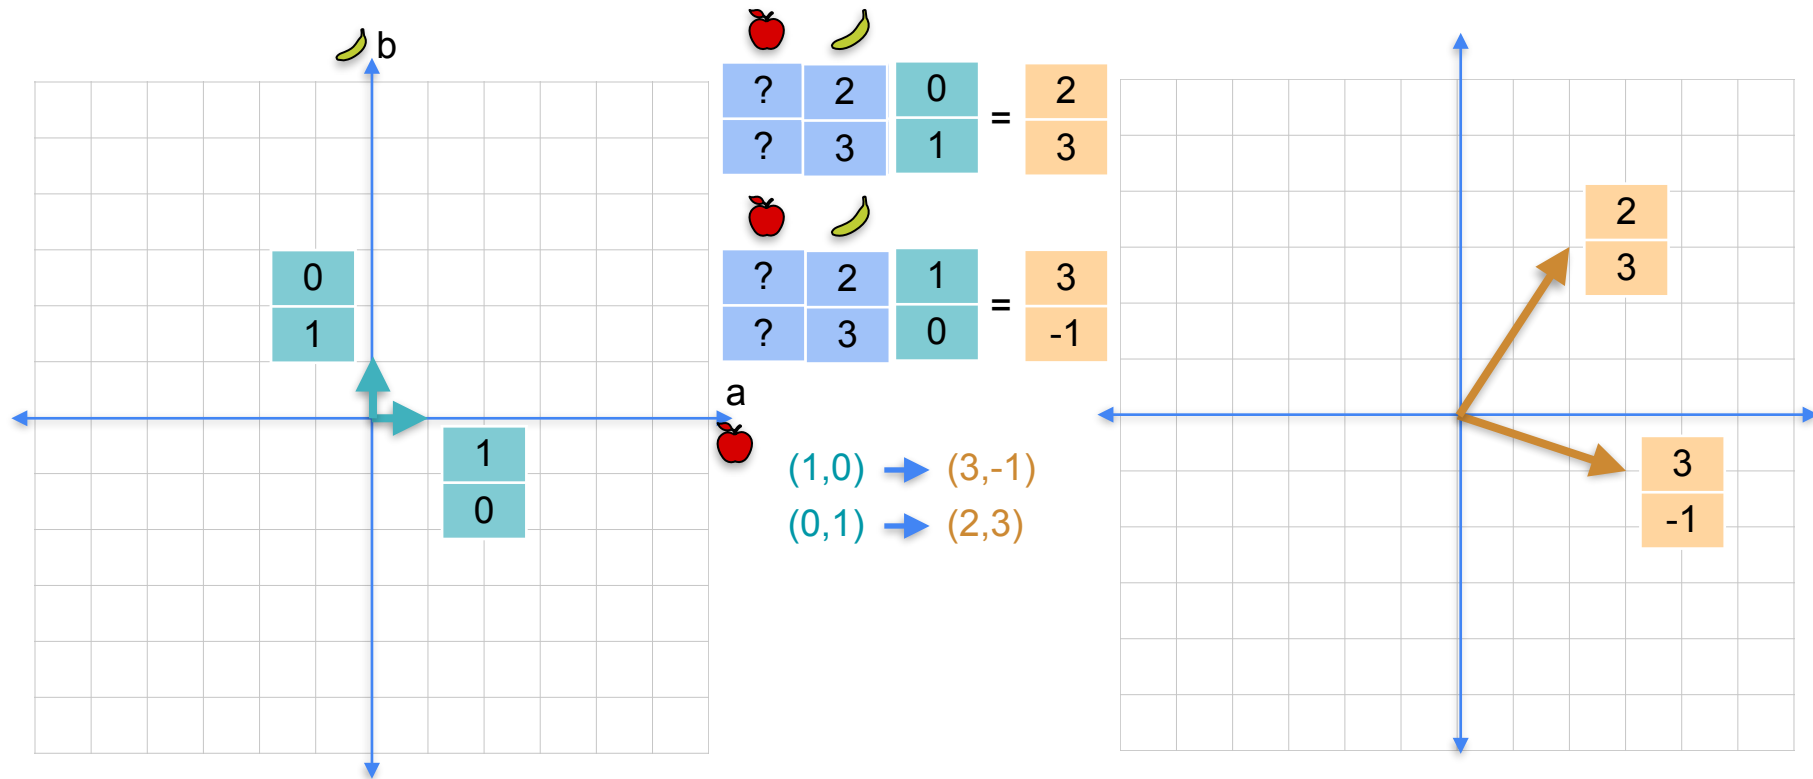 b
? 2 0 2
=
? 3 1 3
? 2 1 3
=
? 3 0 -1
0
1
a
1
0
(1,0) (3,-1)
(0,1) (2,3)
2
3
3
-1